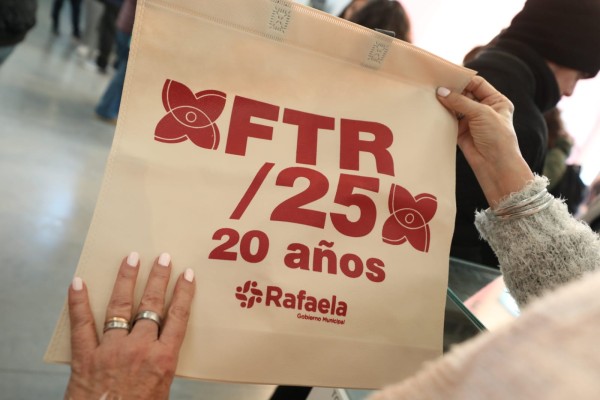 FTR
/25
20 años
Rafaela
Gobierno Municipal